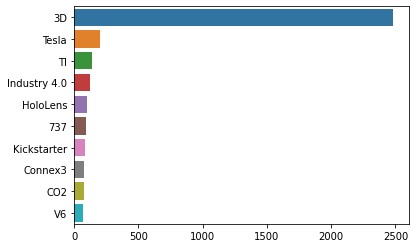 3D
Tesla
TI
Industry 4.0
HoloLens
737
Kickstarter
Connex3
CO2
V6
0 500 1000 1500 2000 2500